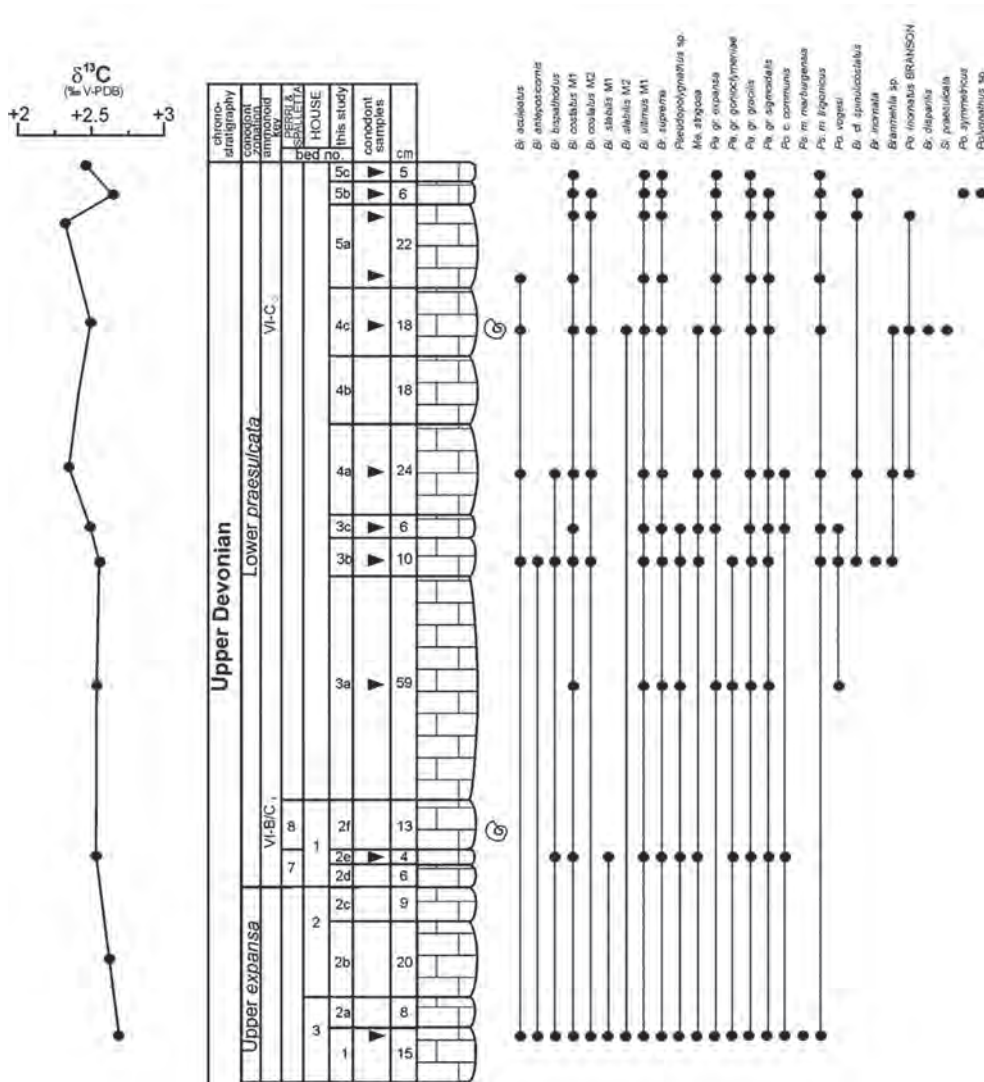 δ13C
(‰ V-PDB)
+2 +2.5 +3
chrono-
stratigraphy
conodont
zonation
ammonoid
key
PERRI &
SPALLETTA
HOUSE
this study
bed no.
conodont
samples
cm
Upper Devonian
Lower praesulcata
Upper expansa
VI-C2
VI-B/C1
8
7
1
2
3
5c 5
5b 6
5a 22
4c 18
4b 18
4a 24
3c 6
3b 10
3a 59
2f 13
2e 4
2d 6
2c 9
2b 20
2a 8
1 15
Bi. aculeatus
Bi. anteposicornis
Bi. bispathodus
Bi. costatus M1
Bi. costatus M2
Bi. stabilis M1
Bi. stabilis M2
Bi. ultimus M1
Br. suprema
Pseudopolygnathus sp.
Me. strigosa
Pa. gr. expansa
Pa. gr. gonioclymeniae
Pa. gr. gracilis
Pa. gr. sigmoidalis
Po. c. communis
Ps. m. marburgensis
Ps. m. trigonicus
Ps. vogesi
Bi. cf. spinulicostatus
Br. inornata
Branmehla sp.
Po. inornatus BRANSON
Br. disparilis
Si. praesulcata
Po. symmetricus
Polygnathus sp.